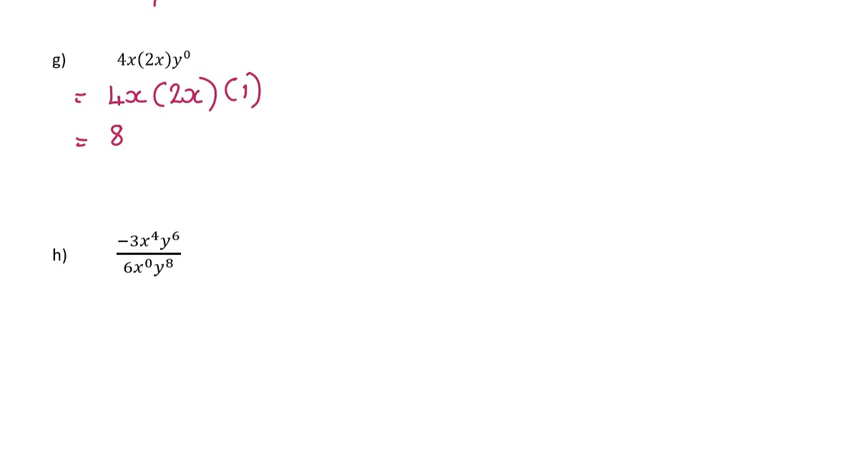 g) 4x(2x)y⁰
= 4x(2x)(1)
= 8
h) −3x⁴y⁶
6x⁰y⁸